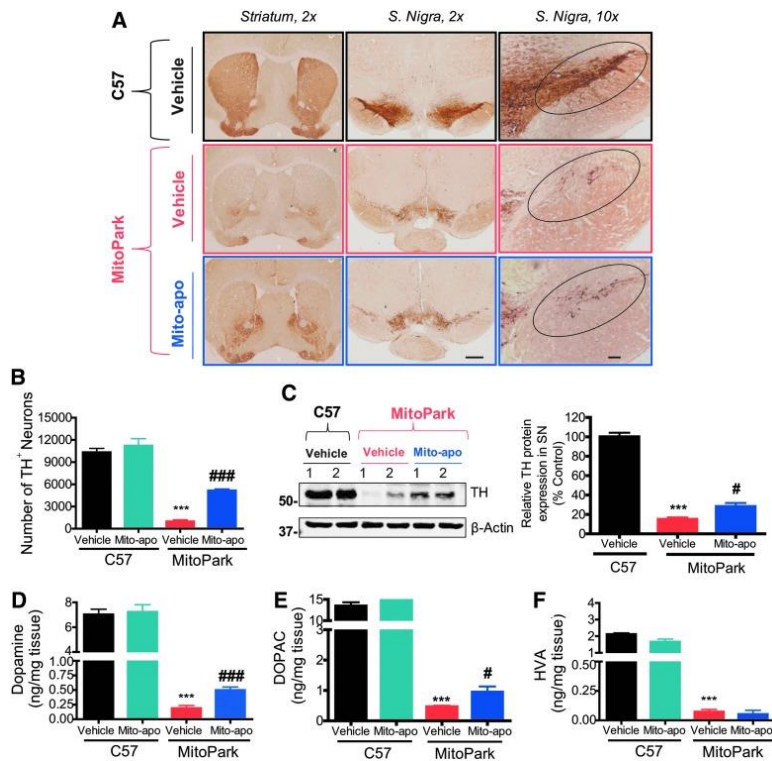 A
Striatum, 2x
S. Nigra, 2x
S. Nigra, 10x
C57
Vehicle
MitoPark
Vehicle
Mito-apo
B
Number of TH+ Neurons
15000
12000
9000
6000
3000
0
***
###
Vehicle Mito-apo Vehicle Mito-apo
C57 MitoPark
C
C57 MitoPark
Vehicle Vehicle Mito-apo
1 2 1 2 1 2
50- TH
37- β-Actin
Relative TH protein
expression in SN
(% Control)
120
100
80
60
40
20
0
***
#
Vehicle Vehicle Mito-apo
C57 MitoPark
D
Dopamine
(ng/mg tissue)
8
6
1.00
0.75
0.50
0.25
0.00
***
###
Vehicle Mito-apo Vehicle Mito-apo
C57 MitoPark
E
DOPAC
(ng/mg tissue)
15
10
3
2
1
0
***
#
Vehicle Mito-apo Vehicle Mito-apo
C57 MitoPark
F
HVA
(ng/mg tissue)
3
2
1
0.50
0.00
***
Vehicle Mito-apo Vehicle Mito-apo
C57 MitoPark